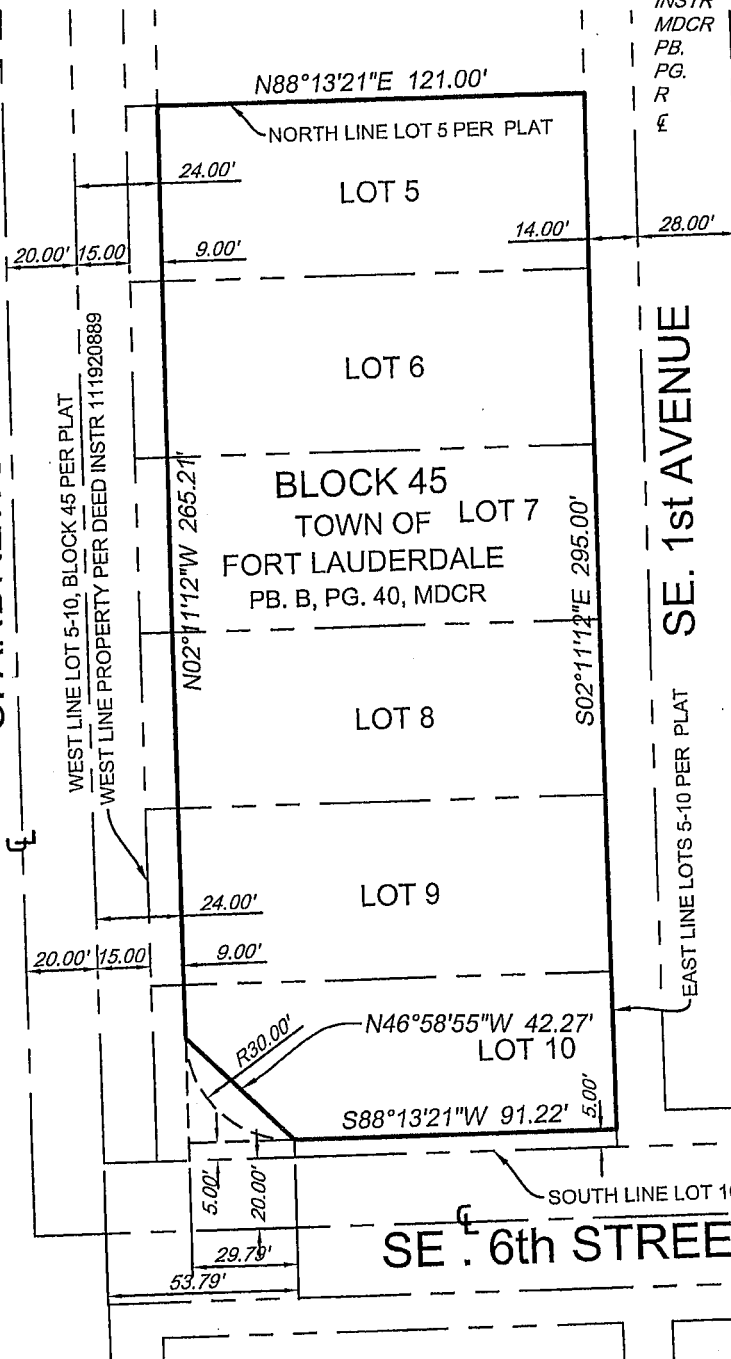 INSTR
MDCR
PB.
PG.
R
℄
N88°13'21"E 121.00'
NORTH LINE LOT 5 PER PLAT
24.00'
LOT 5
14.00'
28.00'
20.00'
15.00
9.00'
LOT 6
WEST LINE LOT 5-10, BLOCK 45 PER PLAT
WEST LINE PROPERTY PER DEED INSTR 111920889
N02°11'12"W 265.21'
BLOCK 45
TOWN OF
LOT 7
FORT LAUDERDALE
PB. B, PG. 40, MDCR
S02°11'12"E 295.00'
SE. 1st AVENUE
LOT 8
EAST LINE LOTS 5-10 PER PLAT
℄
LOT 9
24.00'
20.00'
15.00
9.00'
R30.00'
N46°58'55"W 42.27'
LOT 10
S88°13'21"W 91.22'
5.00'
5.00'
20.00'
SOUTH LINE LOT 10
℄
SE. 6th STREE
29.79'
53.79'